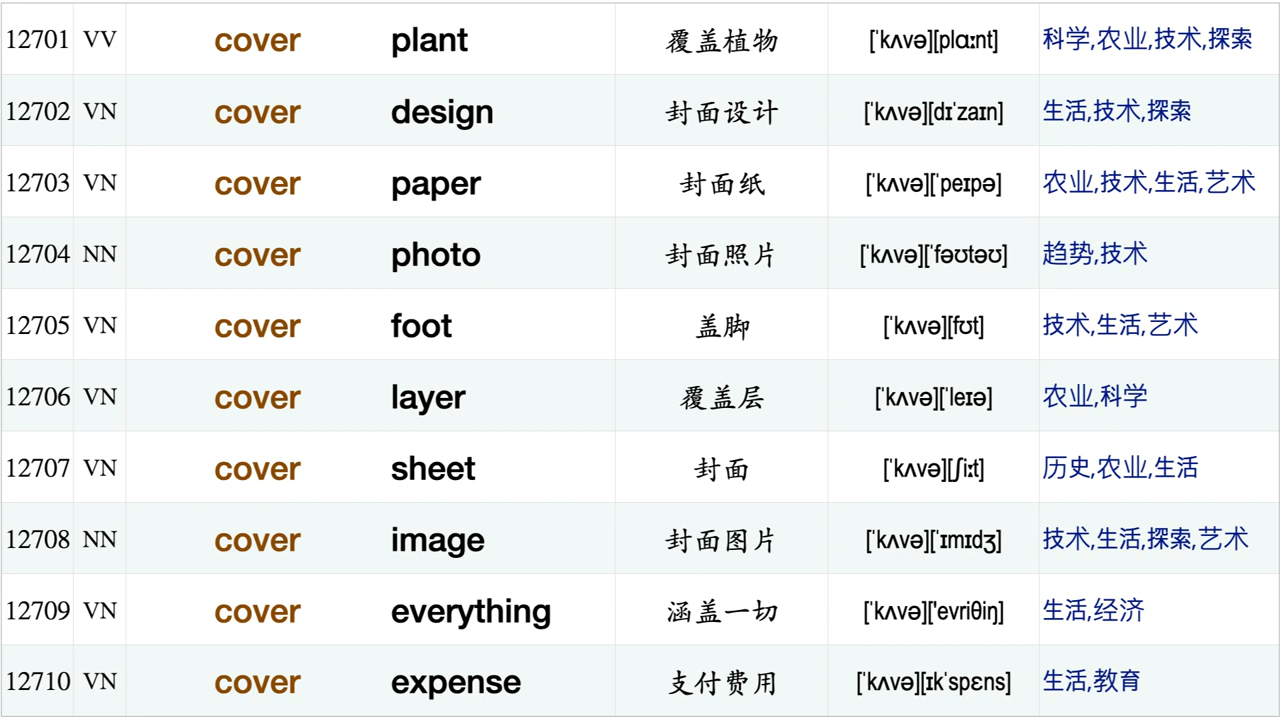 12701 VV cover plant 覆盖植物 [ˈkʌvə][plɑːnt] 科学,农业,技术,探索
12702 VN cover design 封面设计 [ˈkʌvə][dɪˈzaɪn] 生活,技术,探索
12703 VN cover paper 封面纸 [ˈkʌvə][ˈpeɪpə] 农业,技术,生活,艺术
12704 NN cover photo 封面照片 [ˈkʌvə][ˈfəʊtəʊ] 趋势,技术
12705 VN cover foot 盖脚 [ˈkʌvə][fʊt] 技术,生活,艺术
12706 VN cover layer 覆盖层 [ˈkʌvə][ˈleɪə] 农业,科学
12707 VN cover sheet 封面 [ˈkʌvə][ʃiːt] 历史,农业,生活
12708 NN cover image 封面图片 [ˈkʌvə][ˈɪmɪdʒ] 技术,生活,探索,艺术
12709 VN cover everything 涵盖一切 [ˈkʌvə]['evriθiŋ] 生活,经济
12710 VN cover expense 支付费用 [ˈkʌvə][ɪkˈspɛns] 生活,教育